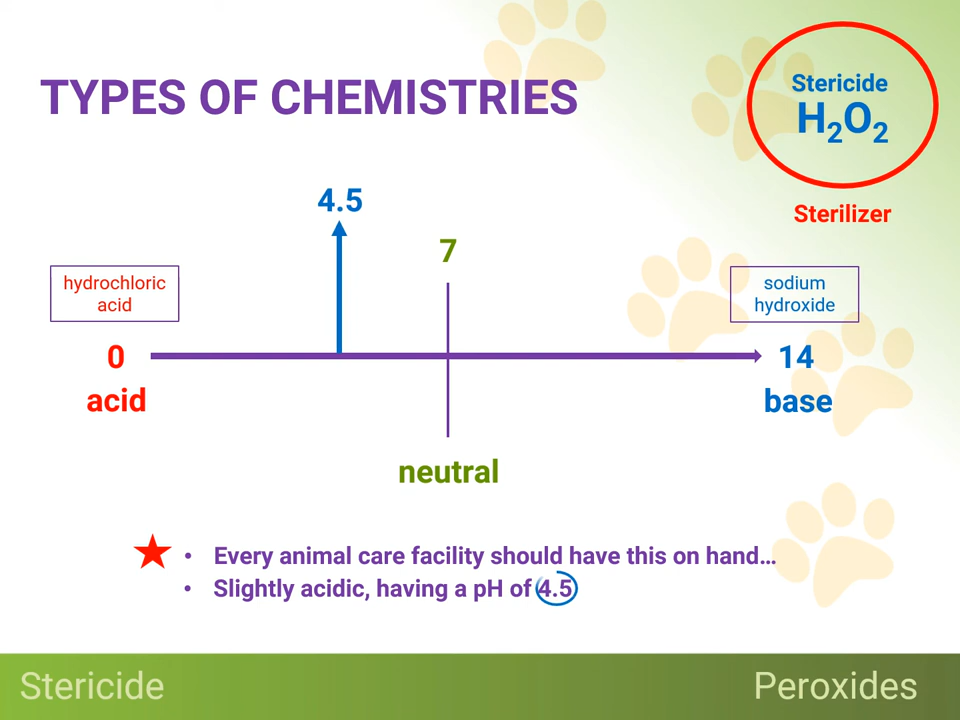 TYPES OF CHEMISTRIES
Stericide
H₂O₂
Sterilizer
4.5
7
hydrochloric
acid
sodium
hydroxide
0
14
acid
base
neutral
• Every animal care facility should have this on hand...
• Slightly acidic, having a pH of 4.5
Stericide
Peroxides